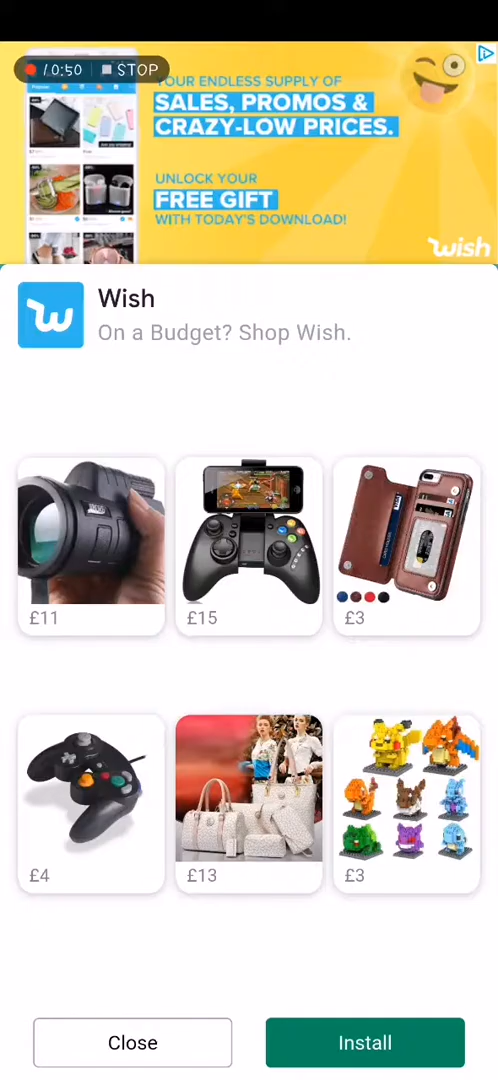 10:50 STOP
YOUR ENDLESS SUPPLY OF
SALES, PROMOS &
CRAZY-LOW PRICES.
UNLOCK YOUR
FREE GIFT
WITH TODAY'S DOWNLOAD!
wish
Wish
On a Budget? Shop Wish.
£11
£15
£3
£4
£13
£3
Close
Install